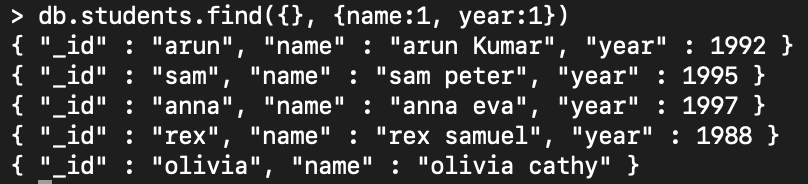 > db.students.find({}, {name:1, year:1})
{ "_id" : "arun", "name" : "arun Kumar", "year" : 1992 }
{ "_id" : "sam", "name" : "sam peter", "year" : 1995 }
{ "_id" : "anna", "name" : "anna eva", "year" : 1997 }
{ "_id" : "rex", "name" : "rex samuel", "year" : 1988 }
{ "_id" : "olivia", "name" : "olivia cathy" }